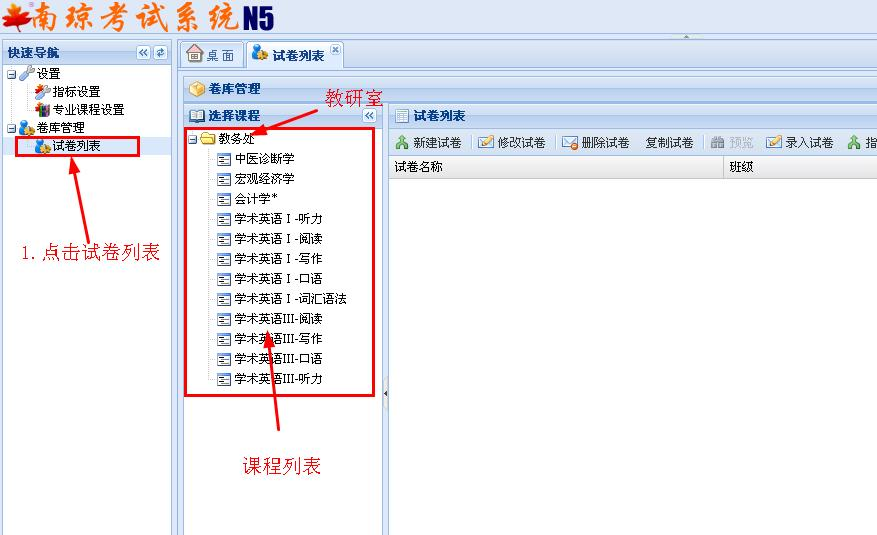 南琼考试系统N5
快速导航
桌面
试卷列表
设置
指标设置
专业课程设置
卷库管理
试卷列表
1.点击试卷列表
卷库管理
教研室
选择课程
教务处
中医诊断学
宏观经济学
会计学*
学术英语Ⅰ-听力
学术英语Ⅰ-阅读
学术英语Ⅰ-写作
学术英语Ⅰ-口语
学术英语Ⅰ-词汇语法
学术英语III-阅读
学术英语III-写作
学术英语III-口语
学术英语III-听力
课程列表
试卷列表
新建试卷 修改试卷 删除试卷 复制试卷 预览 录入试卷 指
试卷名称 班级